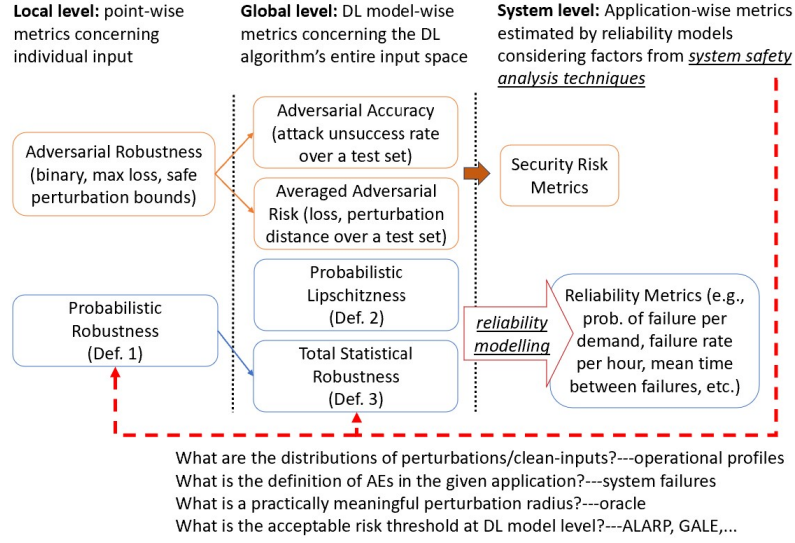 Local level: point-wise
metrics concerning
individual input
Global level: DL model-wise
metrics concerning the DL
algorithm's entire input space
System level: Application-wise metrics
estimated by reliability models
considering factors from system safety
analysis techniques
Adversarial Robustness
(binary, max loss, safe
perturbation bounds)
Adversarial Accuracy
(attack unsuccess rate
over a test set)
Averaged Adversarial
Risk (loss, perturbation
distance over a test set)
Security Risk
Metrics
Probabilistic
Robustness
(Def. 1)
Probabilistic
Lipschitzness
(Def. 2)
Total Statistical
Robustness
(Def. 3)
reliability
modelling
Reliability Metrics (e.g.,
prob. of failure per
demand, failure rate
per hour, mean time
between failures, etc.)
What are the distributions of perturbations/clean-inputs?---operational profiles
What is the definition of AEs in the given application?---system failures
What is a practically meaningful perturbation radius?---oracle
What is the acceptable risk threshold at DL model level?---ALARP, GALE,...